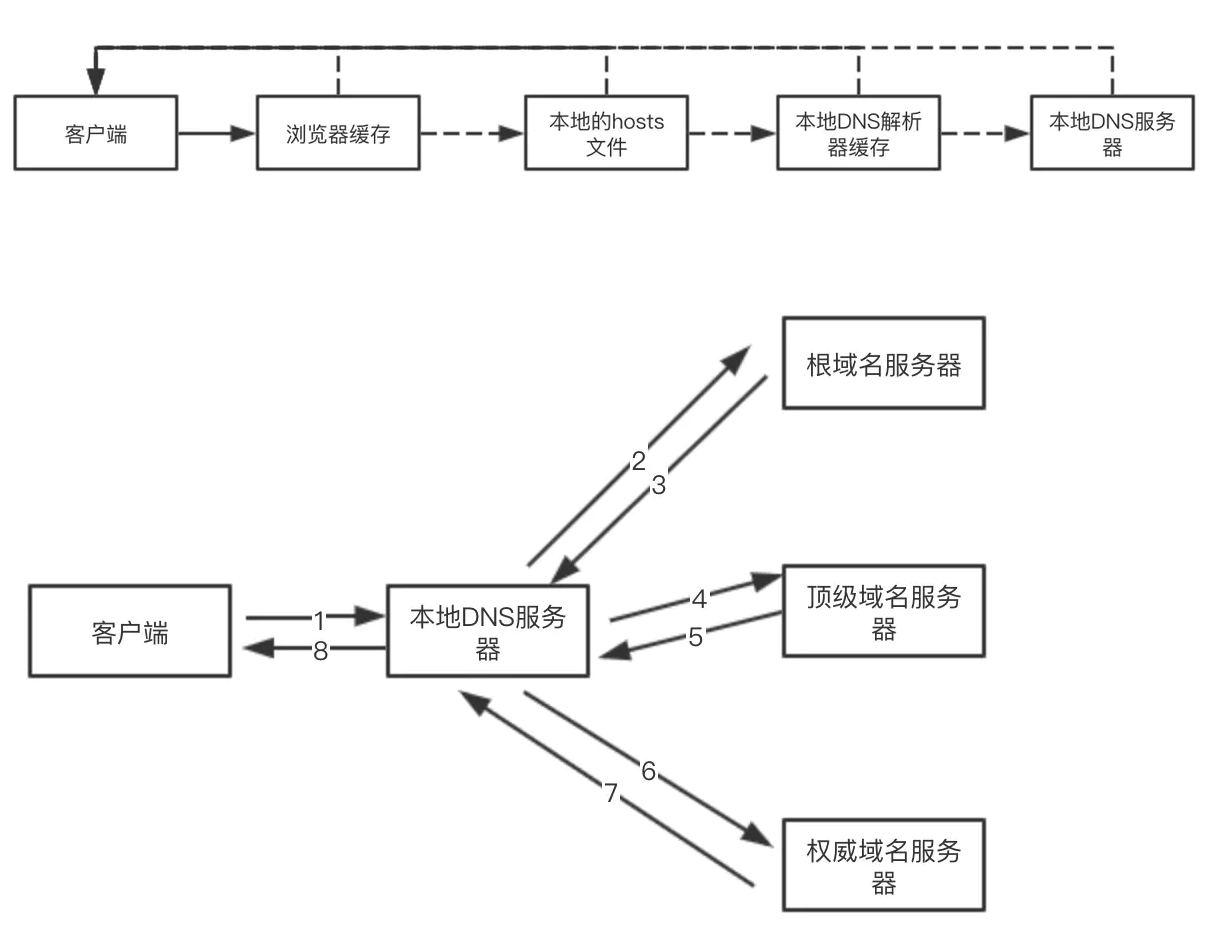 客户端
浏览器缓存
本地的hosts
文件
本地DNS解析
器缓存
本地DNS服务
器
根域名服务器
2
3
客户端
1
8
本地DNS服务
器
4
5
顶级域名服务
器
6
7
权威域名服务
器